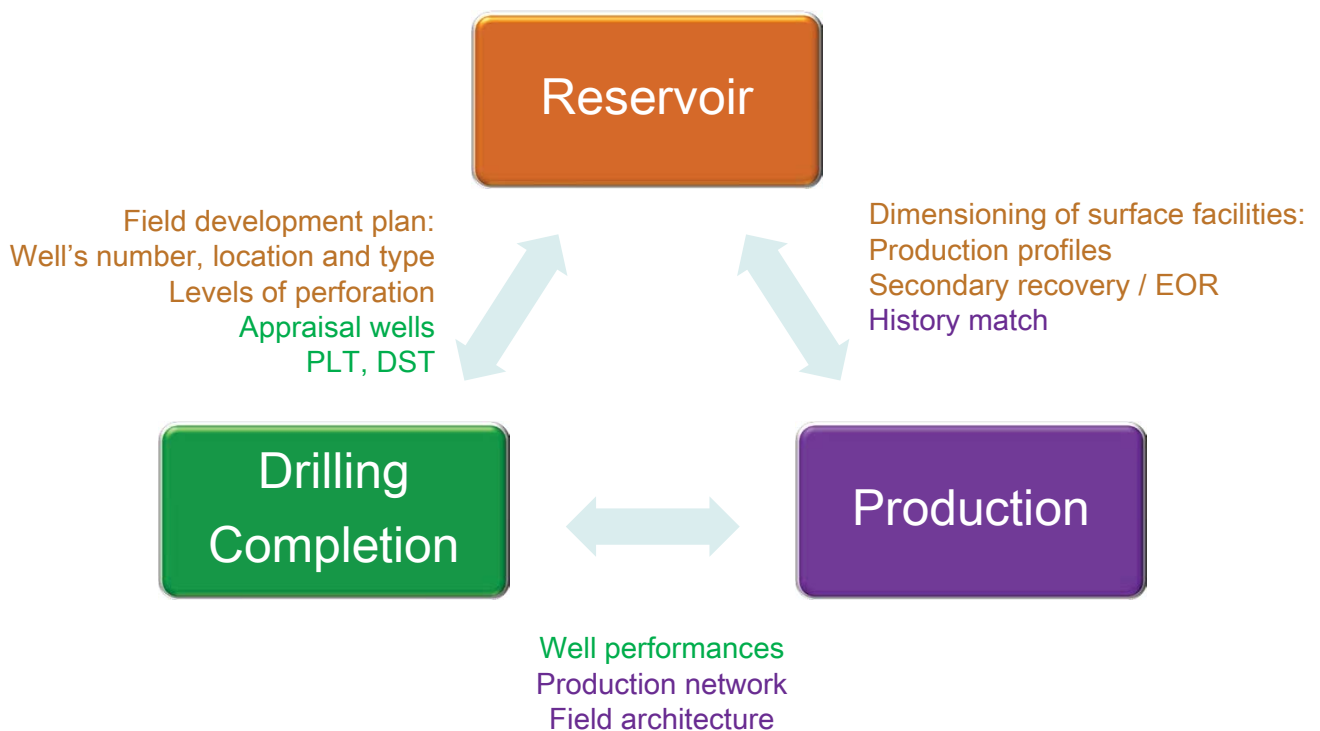 Reservoir
Field development plan:
Well’s number, location and type
Levels of perforation
Appraisal wells
PLT, DST
Dimensioning of surface facilities:
Production profiles
Secondary recovery / EOR
History match
Drilling
Completion
Production
Well performances
Production network
Field architecture